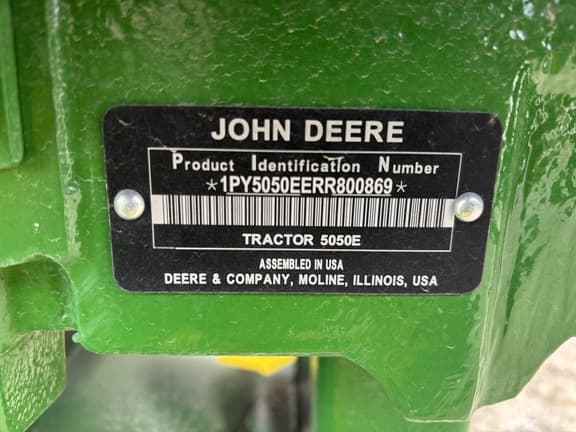 JOHN DEERE
Product Identification Number
*1PY5050EERR800869*
TRACTOR 5050E
ASSEMBLED IN USA
DEERE & COMPANY, MOLINE, ILLINOIS, USA